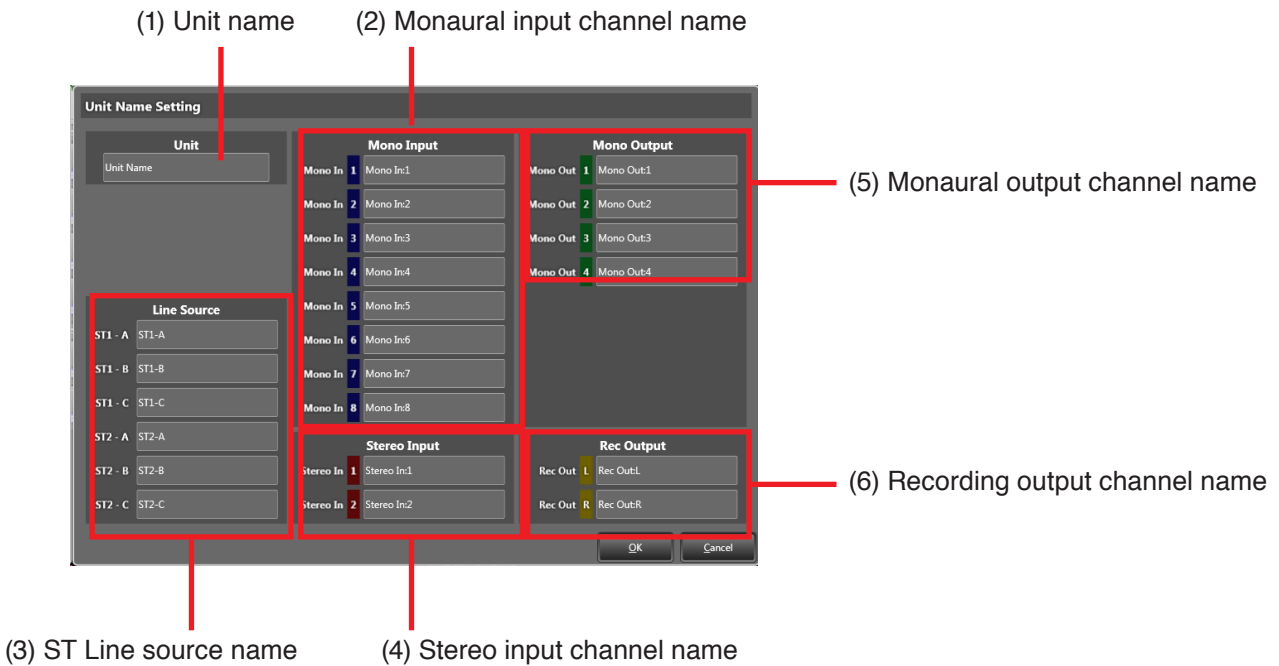 (1) Unit name
(2) Monaural input channel name
Unit Name Setting
Unit
Unit Name
Mono Input
Mono In 1 Mono In:1
Mono In 2 Mono In:2
Mono In 3 Mono In:3
Mono In 4 Mono In:4
Mono In 5 Mono In:5
Mono In 6 Mono In:6
Mono In 7 Mono In:7
Mono In 8 Mono In:8
Mono Output
Mono Out 1 Mono Out:1
Mono Out 2 Mono Out:2
Mono Out 3 Mono Out:3
Mono Out 4 Mono Out:4
(5) Monaural output channel name
Line Source
ST1 - A ST1-A
ST1 - B ST1-B
ST1 - C ST1-C
ST2 - A ST2-A
ST2 - B ST2-B
ST2 - C ST2-C
Stereo Input
Stereo In 1 Stereo In:1
Stereo In 2 Stereo In:2
Rec Output
Rec Out L Rec Out:L
Rec Out R Rec Out:R
(6) Recording output channel name
OK
Cancel
(3) ST Line source name
(4) Stereo input channel name